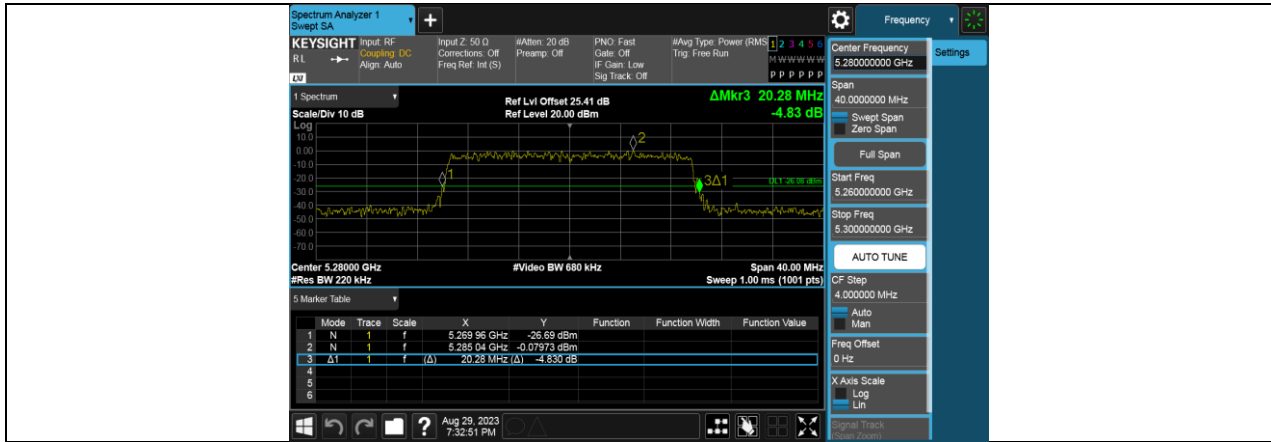 Spectrum Analyzer 1
Swept SA
+
Frequency
KEYSIGHT
RL
LXI
Input: RF
Coupling: DC
Align: Auto
Input Z: 50 Ω
Corrections: Off
Freq Ref: Int (S)
#Atten: 20 dB
Preamp: Off
PNO: Fast
Gate: Off
IF Gain: Low
Sig Track: Off
#Avg Type: Power (RMS
Trig: Free Run
1 2 3 4 5 6
M W W W W W
P P P P P P
1 Spectrum
Scale/Div 10 dB
Ref Lvl Offset 25.41 dB
Ref Level 20.00 dBm
ΔMkr3 20.28 MHz
-4.83 dB
Log
10.0
0.00
-10.0
-20.0
-30.0
-40.0
-50.0
-60.0
-70.0
1
2
3Δ1
DL1 -26.08 dBm
Center 5.28000 GHz
#Res BW 220 kHz
#Video BW 680 kHz
Span 40.00 MHz
Sweep 1.00 ms (1001 pts)
5 Marker Table
Mode Trace Scale X Y Function Function Width Function Value
1 N 1 f 5.269 96 GHz -26.69 dBm
2 N 1 f 5.285 04 GHz -0.07973 dBm
3 Δ1 1 f (Δ) 20.28 MHz (Δ) -4.830 dB
4
5
6
?
Aug 29, 2023
7:32:51 PM
Center Frequency
5.280000000 GHz
Settings
Span
40.0000000 MHz
Swept Span
Zero Span
Full Span
Start Freq
5.260000000 GHz
Stop Freq
5.300000000 GHz
AUTO TUNE
CF Step
4.000000 MHz
Auto
Man
Freq Offset
0 Hz
X Axis Scale
Log
Lin
Signal Track
(Span Zoom)